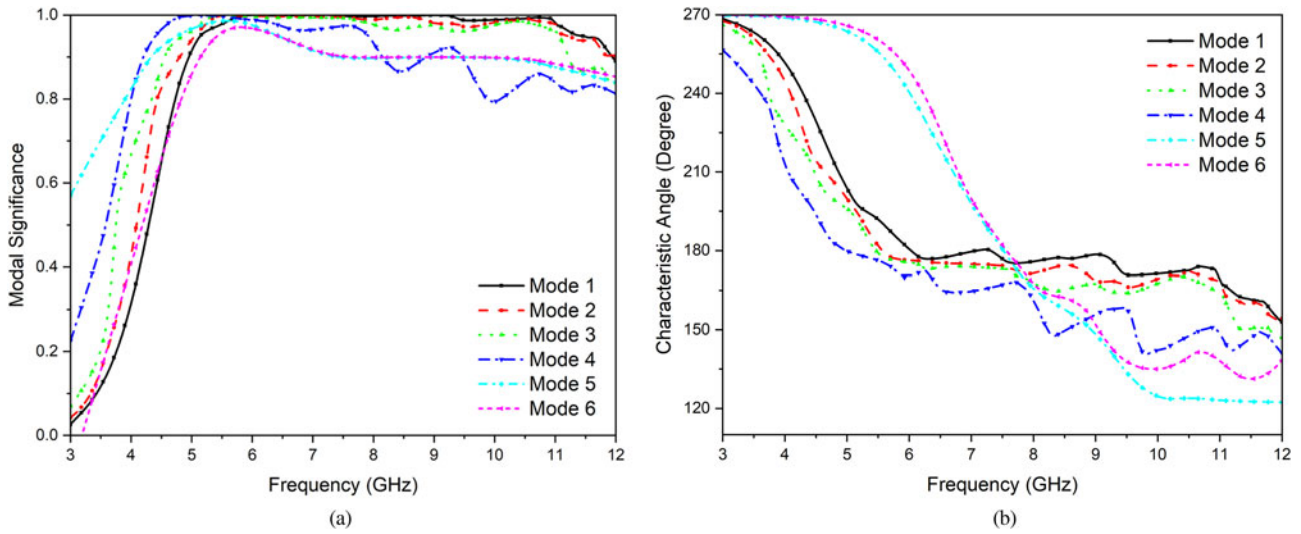 1.0
0.8
0.6
0.4
0.2
0.0
Modal Significance
Mode 1
Mode 2
Mode 3
Mode 4
Mode 5
Mode 6
3 4 5 6 7 8 9 10 11 12
Frequency (GHz)
(a)
270
240
210
180
150
120
Characteristic Angle (Degree)
Mode 1
Mode 2
Mode 3
Mode 4
Mode 5
Mode 6
3 4 5 6 7 8 9 10 11 12
Frequency (GHz)
(b)